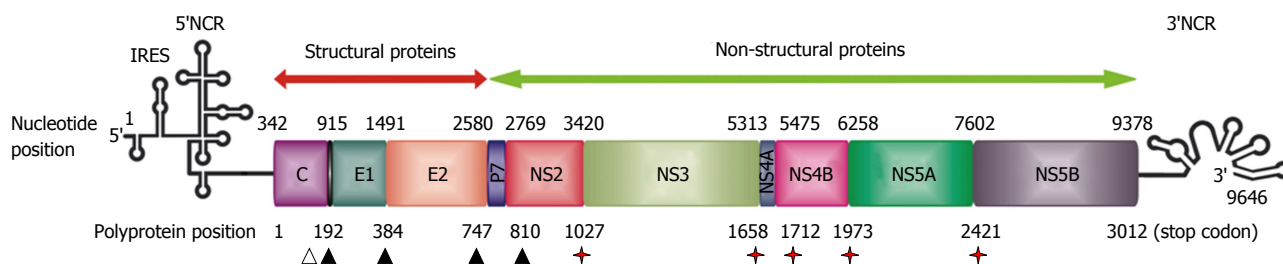 5'NCR
3'NCR
IRES
Structural proteins
Non-structural proteins
Nucleotide position
5' 1
342 915 1491 2580 2769 3420 5313 5475 6258 7602 9378
C E1 E2 P7 NS2 NS3 NS4A NS4B NS5A NS5B
3'
9646
Polyprotein position 1 192 384 747 810 1027 1658 1712 1973 2421 3012 (stop codon)